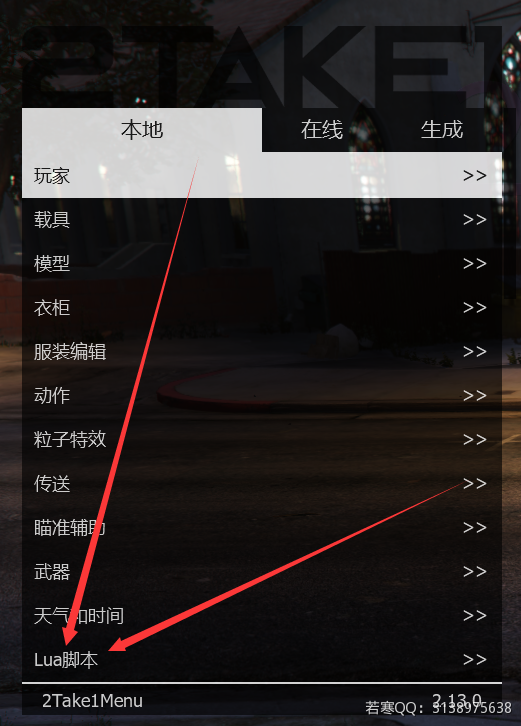 2TAKE1
本地 在线 生成
玩家 >>
载具 >>
模型 >>
衣柜 >>
服装编辑 >>
动作 >>
粒子特效 >>
传送 >>
瞄准辅助 >>
武器 >>
天气和时间 >>
Lua脚本 >>
2Take1Menu 2.13.0
若寒QQ：3138975638